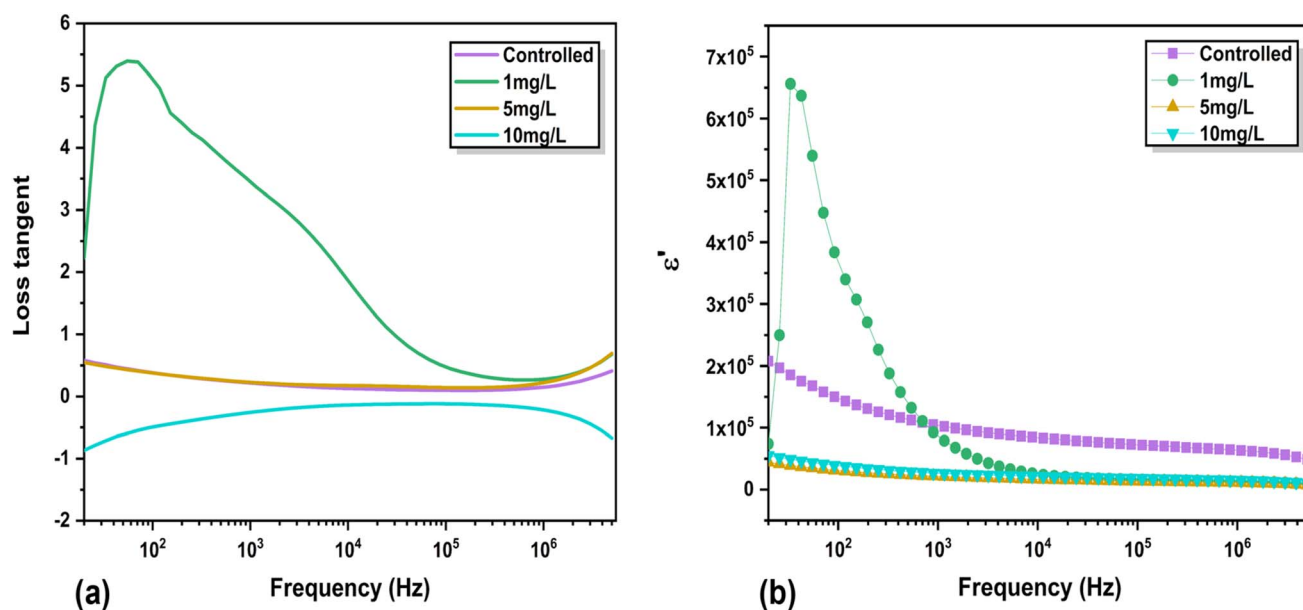 6
5
4
3
2
1
0
-1
-2
Loss tangent
10² 10³ 10⁴ 10⁵ 10⁶
Frequency (Hz)
(a)
Controlled
1mg/L
5mg/L
10mg/L
7x10⁵
6x10⁵
5x10⁵
4x10⁵
3x10⁵
2x10⁵
1x10⁵
0
ε'
10² 10³ 10⁴ 10⁵ 10⁶
Frequency (Hz)
(b)
Controlled
1mg/L
5mg/L
10mg/L